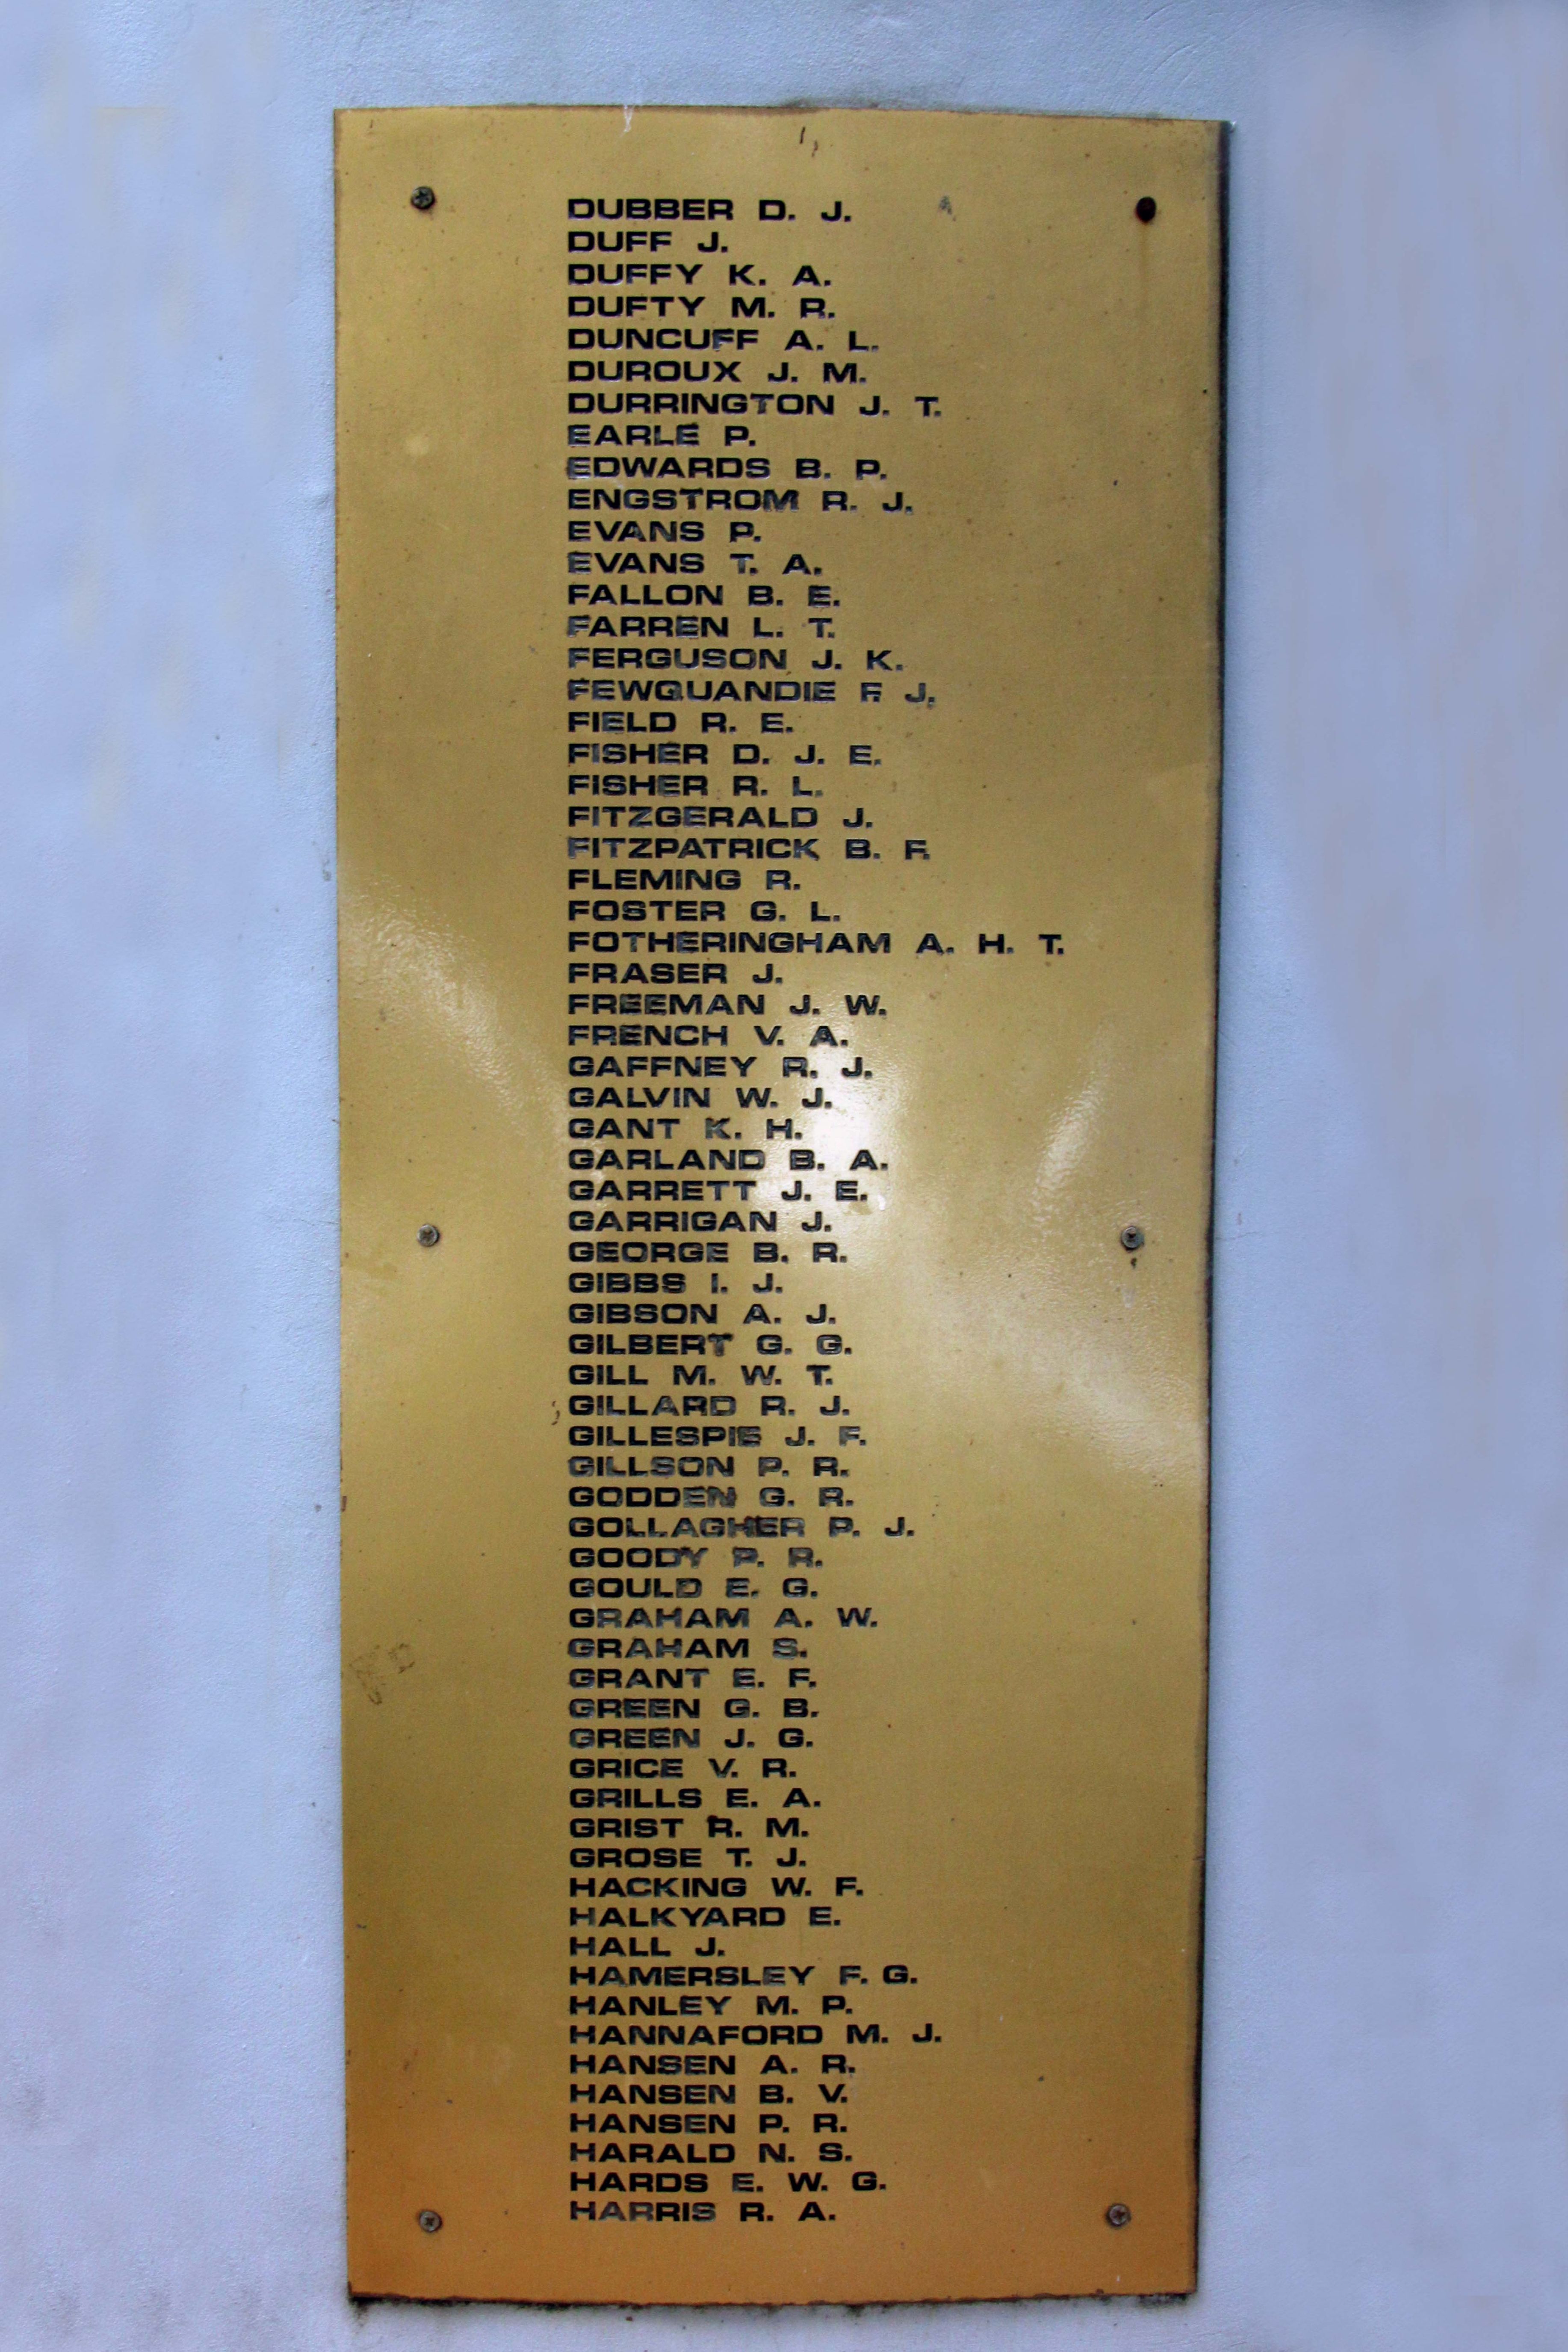 DUBBER D. J.
DUFF J.
DUFFY K. A.
DUFTY M. R.
DUNCUFF A. L.
DUROUX J. M.
DURRINGTON J. T.
EARLE P.
EDWARDS B. P.
ENGSTROM R. J.
EVANS P.
EVANS T. A.
FALLON B. E.
FARREN L. T.
FERGUSON J. K.
FEWQUANDIE F. J.
FIELD R. E.
FISHER D. J. E.
FISHER R. L.
FITZGERALD J.
FITZPATRICK B. F.
FLEMING R.
FOSTER G. L.
FOTHERINGHAM A. H. T.
FRASER J.
FREEMAN J. W.
FRENCH V. A.
GAFFNEY R. J.
GALVIN W. J.
GANT K. H.
GARLAND B. A.
GARRETT J. E.
GARRIGAN J.
GEORGE B. R.
GIBBS I. J.
GIBSON A. J.
GILBERT G. G.
GILL M. W. T.
GILLARD R. J.
GILLESPIE J. F.
GILLSON P. R.
GODDEN G. R.
GOLLAGHER P. J.
GOODY P. R.
GOULD E. G.
GRAHAM A. W.
GRAHAM S.
GRANT E. F.
GREEN G. B.
GREEN J. G.
GRICE V. R.
GRILLS E. A.
GRIST R. M.
GROSE T. J.
HACKING W. F.
HALKYARD E.
HALL J.
HAMERSLEY F. G.
HANLEY M. P.
HANNAFORD M. J.
HANSEN A. R.
HANSEN B. V.
HANSEN P. R.
HARALD N. S.
HARDS E. W. G.
HARRIS R. A.